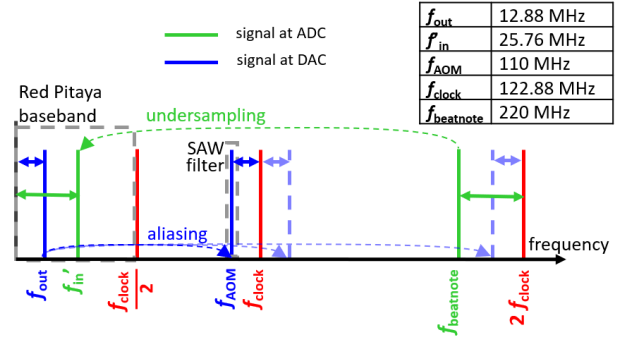 signal at ADC
signal at DAC
f_out 12.88 MHz
f'_in 25.76 MHz
f_AOM 110 MHz
f_clock 122.88 MHz
f_beatnote 220 MHz
Red Pitaya
baseband
undersampling
SAW
filter
aliasing
frequency
f_out
f_in'
f_clock
2
f_AOM
f_clock
f_beatnote
2 f_clock